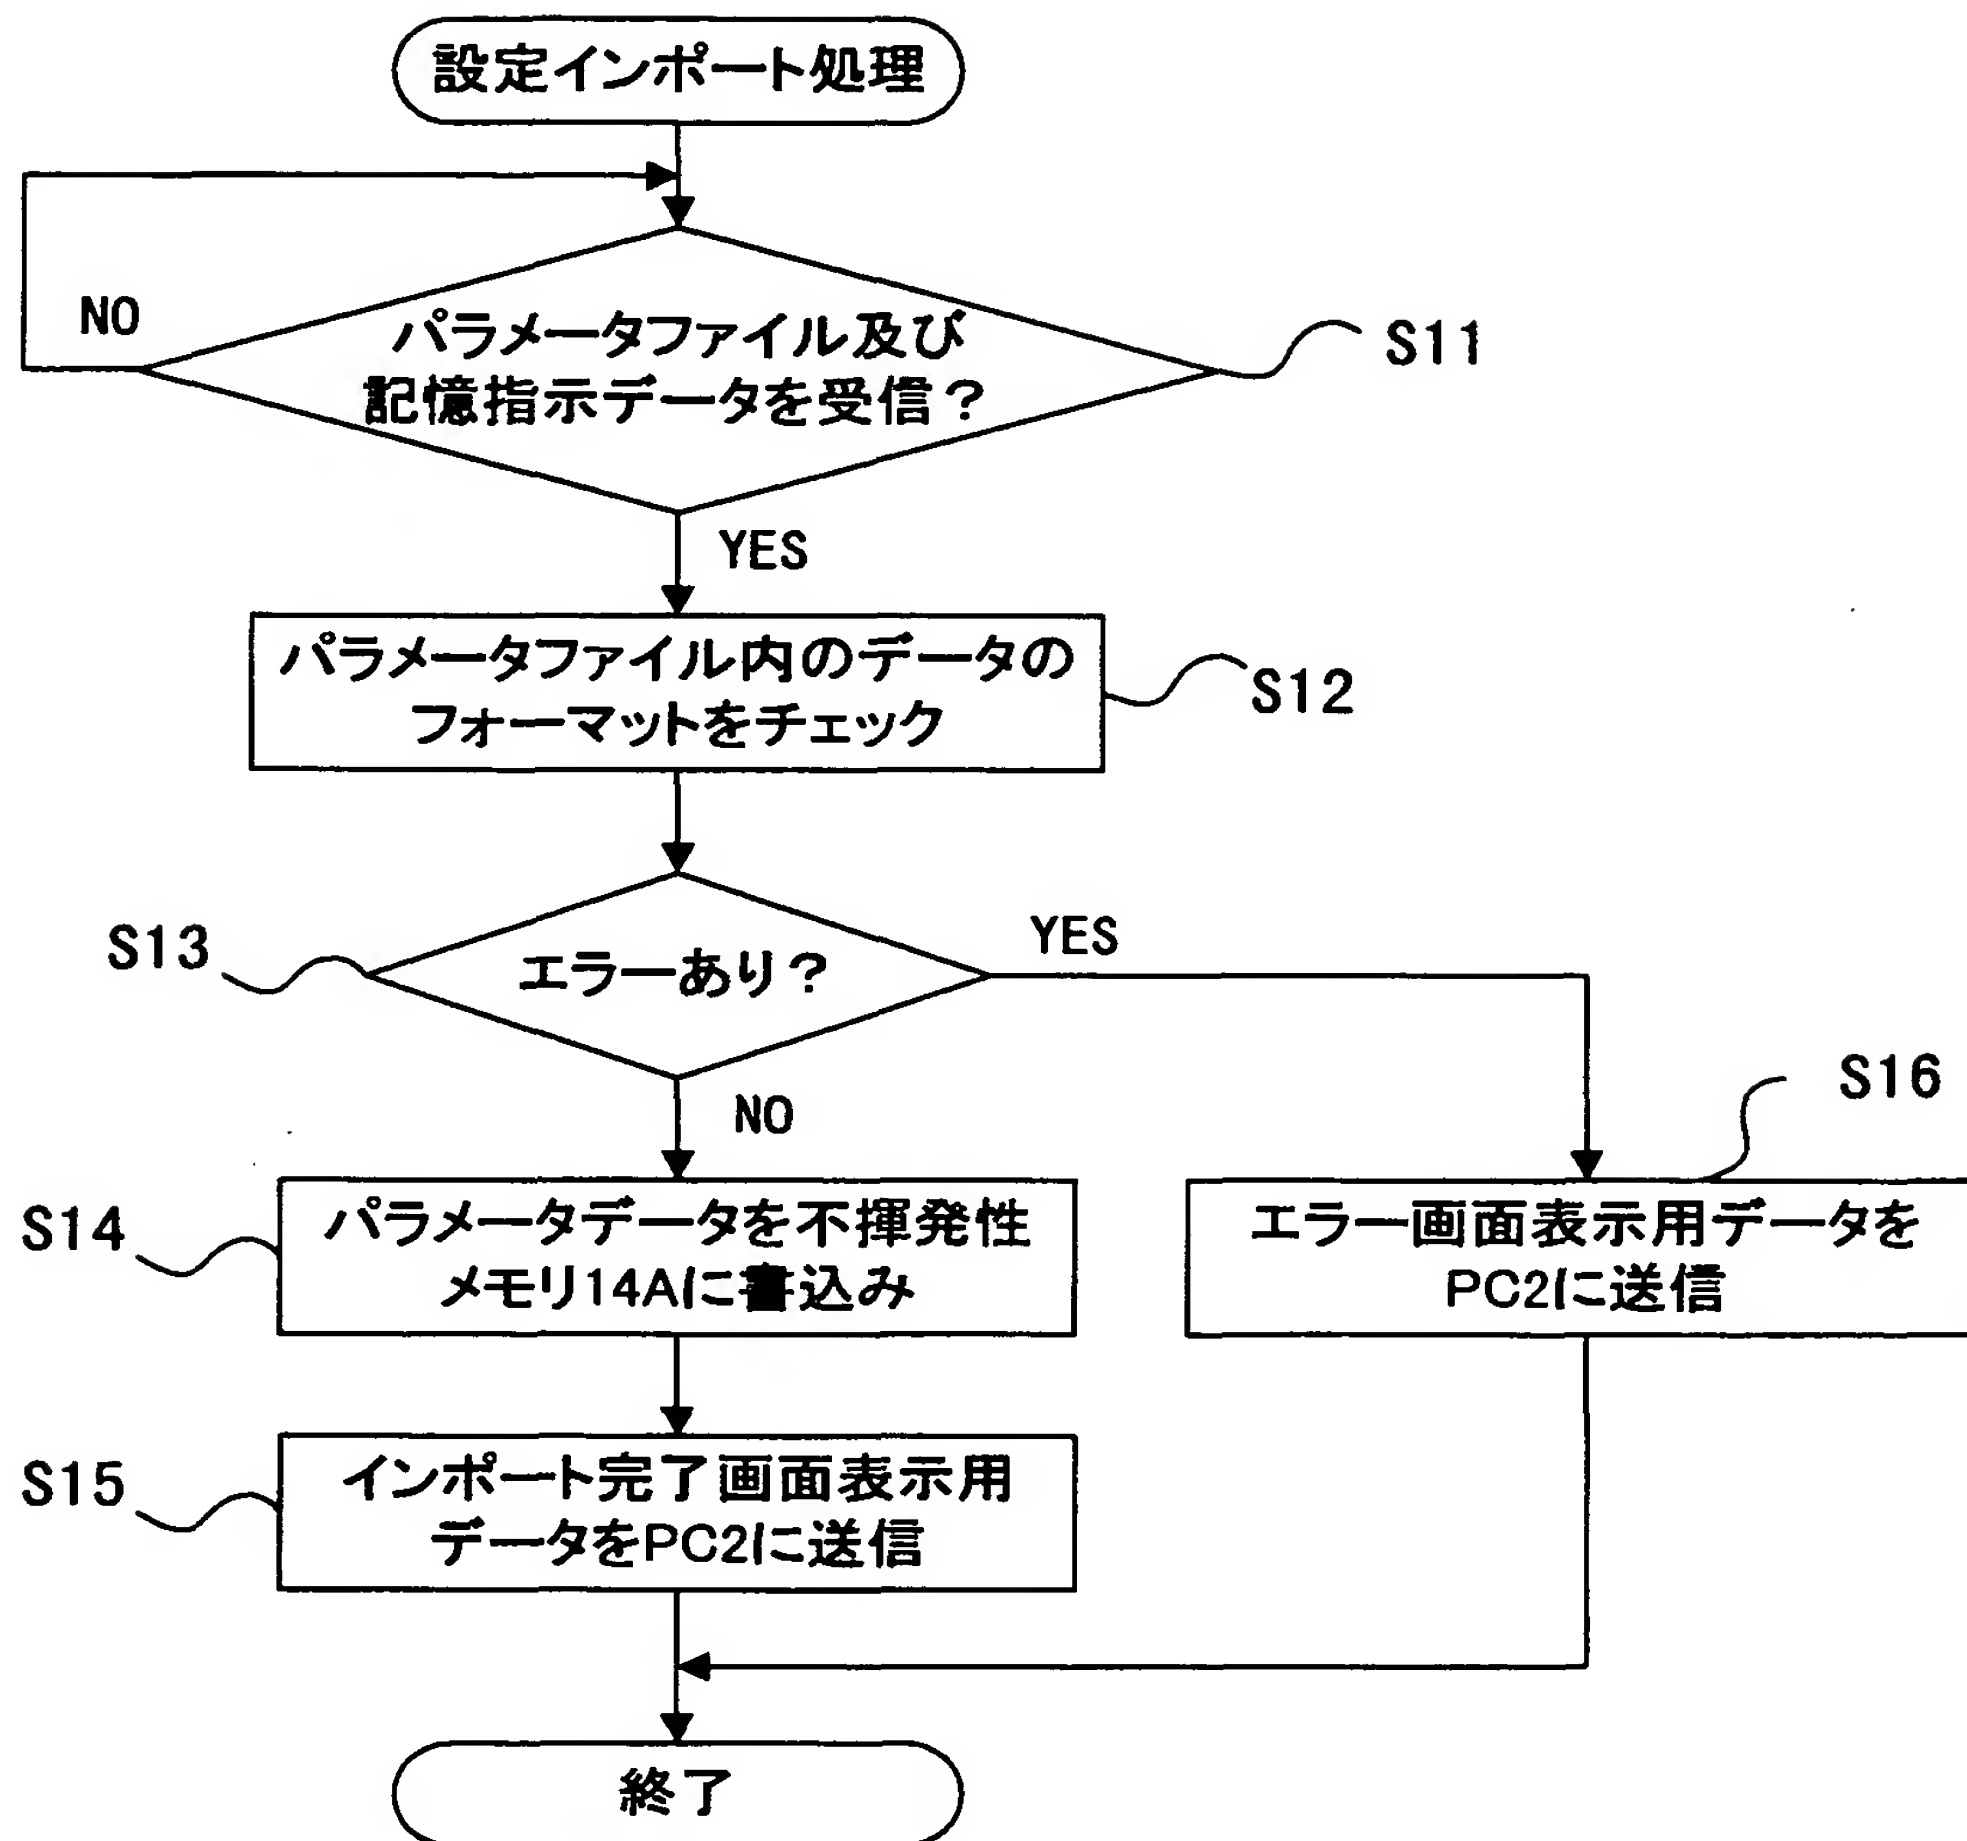 設定インポート処理
NO
パラメータファイル及び
記憶指示データを受信？
S11
YES
パラメータファイル内のデータの
フォーマットをチェック
S12
S13
エラーあり？
YES
NO
S16
S14
パラメータデータを不揮発性
メモリ14Aに書込み
エラー画面表示用データを
PC2に送信
S15
インポート完了画面表示用
データをPC2に送信
終了